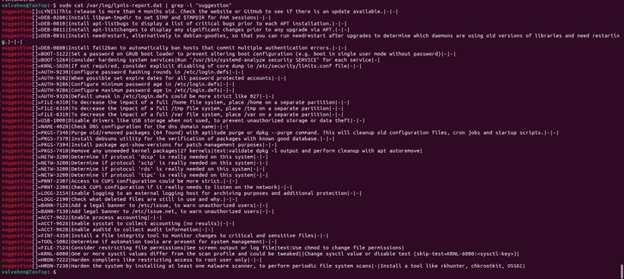 valvaben@TanTop:~$ sudo cat /var/log/lynis-report.dat | grep -i "suggestion"
suggestion[]=LYNIS|This release is more than 4 months old. Check the website or GitHub to see if there is an update available.|-|-|
suggestion[]=DEB-0280|Install libpam-tmpdir to set $TMP and $TMPDIR for PAM sessions|-|-|
suggestion[]=DEB-0810|Install apt-listbugs to display a list of critical bugs prior to each APT installation.|-|-|
suggestion[]=DEB-0811|Install apt-listchanges to display any significant changes prior to any upgrade via APT.|-|-|
suggestion[]=DEB-0831|Install needrestart, alternatively to debian-goodies, so that you can run needrestart after upgrades to determine which daemons are using old versions of libraries and need restarti
ng.|-|-|
suggestion[]=DEB-0880|Install fail2ban to automatically ban hosts that commit multiple authentication errors.|-|-|
suggestion[]=BOOT-5122|Set a password on GRUB boot loader to prevent altering boot configuration (e.g. boot in single user mode without password)|-|-|
suggestion[]=BOOT-5264|Consider hardening system services|Run '/usr/bin/systemd-analyze security SERVICE' for each service|-|
suggestion[]=KRNL-5820|If not required, consider explicit disabling of core dump in /etc/security/limits.conf file|-|-|
suggestion[]=AUTH-9230|Configure password hashing rounds in /etc/login.defs|-|-|
suggestion[]=AUTH-9282|When possible set expire dates for all password protected accounts|-|-|
suggestion[]=AUTH-9286|Configure minimum password age in /etc/login.defs|-|-|
suggestion[]=AUTH-9286|Configure maximum password age in /etc/login.defs|-|-|
suggestion[]=AUTH-9328|Default umask in /etc/login.defs could be more strict like 027|-|-|
suggestion[]=FILE-6310|To decrease the impact of a full /home file system, place /home on a separate partition|-|-|
suggestion[]=FILE-6310|To decrease the impact of a full /tmp file system, place /tmp on a separate partition|-|-|
suggestion[]=FILE-6310|To decrease the impact of a full /var file system, place /var on a separate partition|-|-|
suggestion[]=USB-1000|Disable drivers like USB storage when not used, to prevent unauthorized storage or data theft|-|-|
suggestion[]=NAME-4028|Check DNS configuration for the dns domain name|-|-|
suggestion[]=PKGS-7346|Purge old/removed packages (64 found) with aptitude purge or dpkg --purge command. This will cleanup old configuration files, cron jobs and startup scripts.|-|-|
suggestion[]=PKGS-7370|Install debsums utility for the verification of packages with known good database.|-|-|
suggestion[]=PKGS-7394|Install package apt-show-versions for patch management purposes|-|-|
suggestion[]=PKGS-7410|Remove any unneeded kernel packages|27 kernels|text:validate dpkg -l output and perform cleanup with apt autoremove|
suggestion[]=NETW-3200|Determine if protocol 'dccp' is really needed on this system|-|-|
suggestion[]=NETW-3200|Determine if protocol 'sctp' is really needed on this system|-|-|
suggestion[]=NETW-3200|Determine if protocol 'rds' is really needed on this system|-|-|
suggestion[]=NETW-3200|Determine if protocol 'tipc' is really needed on this system|-|-|
suggestion[]=PRNT-2307|Access to CUPS configuration could be more strict.|-|-|
suggestion[]=PRNT-2308|Check CUPS configuration if it really needs to listen on the network|-|-|
suggestion[]=LOGG-2154|Enable logging to an external logging host for archiving purposes and additional protection|-|-|
suggestion[]=LOGG-2190|Check what deleted files are still in use and why.|-|-|
suggestion[]=BANN-7126|Add a legal banner to /etc/issue, to warn unauthorized users|-|-|
suggestion[]=BANN-7130|Add legal banner to /etc/issue.net, to warn unauthorized users|-|-|
suggestion[]=ACCT-9622|Enable process accounting|-|-|
suggestion[]=ACCT-9626|Enable sysstat to collect accounting (no results)|-|-|
suggestion[]=ACCT-9628|Enable auditd to collect audit information|-|-|
suggestion[]=FINT-4350|Install a file integrity tool to monitor changes to critical and sensitive files|-|-|
suggestion[]=TOOL-5002|Determine if automation tools are present for system management|-|-|
suggestion[]=FILE-7524|Consider restricting file permissions|See screen output or log file|text:Use chmod to change file permissions|
suggestion[]=KRNL-6000|One or more sysctl values differ from the scan profile and could be tweaked||Change sysctl value or disable test (skip-test=KRNL-6000:<sysctl-key>)|
suggestion[]=HRDN-7222|Harden compilers like restricting access to root user only|-|-|
suggestion[]=HRDN-7230|Harden the system by installing at least one malware scanner, to perform periodic file system scans|-|Install a tool like rkhunter, chkrootkit, OSSEC|
valvaben@TanTop:~$